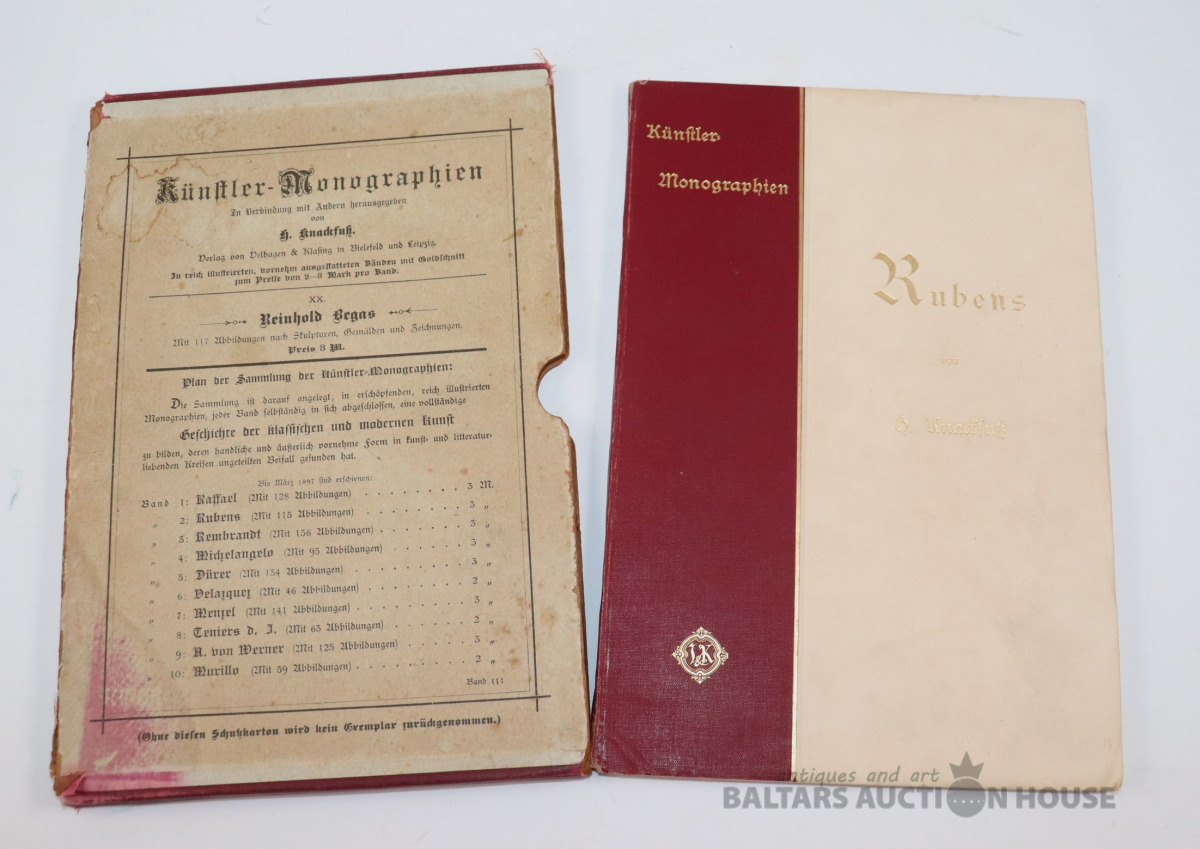 Künstler-Monographien
In Verbindung mit Andern herausgegeben
von
H. Knackfuß.
Verlag von Velhagen & Klasing in Bielefeld und Leipzig.
In reich illustrierten, vornehm ausgestatteten Bänden mit Goldschnitt
zum Preise von 2–3 Mark pro Band.
XX.
Reinhold Begas
Mit 117 Abbildungen nach Skulpturen, Gemälden und Zeichnungen.
Preis 3 M.
Plan der Sammlung der Künstler-Monographien:
Die Sammlung ist darauf angelegt, in erschöpfenden, reich illustrierten
Monographien, jeder Band selbständig in sich abgeschlossen, eine vollständige
Geschichte der klassischen und modernen Kunst
zu bilden, deren handliche und äußerlich vornehme Form in kunst- und litteratur-
liebenden Kreisen ungeteilten Beifall gefunden hat.
Bis März 1897 sind erschienen:
Band 1: Raffael (Mit 128 Abbildungen) . . . . . . . . 3 M.
„ 2: Rubens (Mit 115 Abbildungen) . . . . . . . . 3 „
„ 3: Rembrandt (Mit 156 Abbildungen) . . . . . . 3 „
„ 4: Michelangelo (Mit 95 Abbildungen) . . . . . . 3 „
„ 5: Dürer (Mit 134 Abbildungen) . . . . . . . . 3 „
„ 6: Velazquez (Mit 46 Abbildungen) . . . . . . . 2 „
„ 7: Menzel (Mit 141 Abbildungen) . . . . . . . . 3 „
„ 8: Teniers d. J. (Mit 63 Abbildungen) . . . . . . 2 „
„ 9: A. von Werner (Mit 125 Abbildungen) . . . . . 3 „
„ 10: Murillo (Mit 59 Abbildungen) . . . . . . . . 2 „
Band 11:
(Ohne diesen Schutzkarton wird kein Exemplar zurückgenommen.)
Künstler-
Monographien
Rubens
von
H. Knackfuß
V&K
antiques and art
BALTARS AUCTION HOUSE